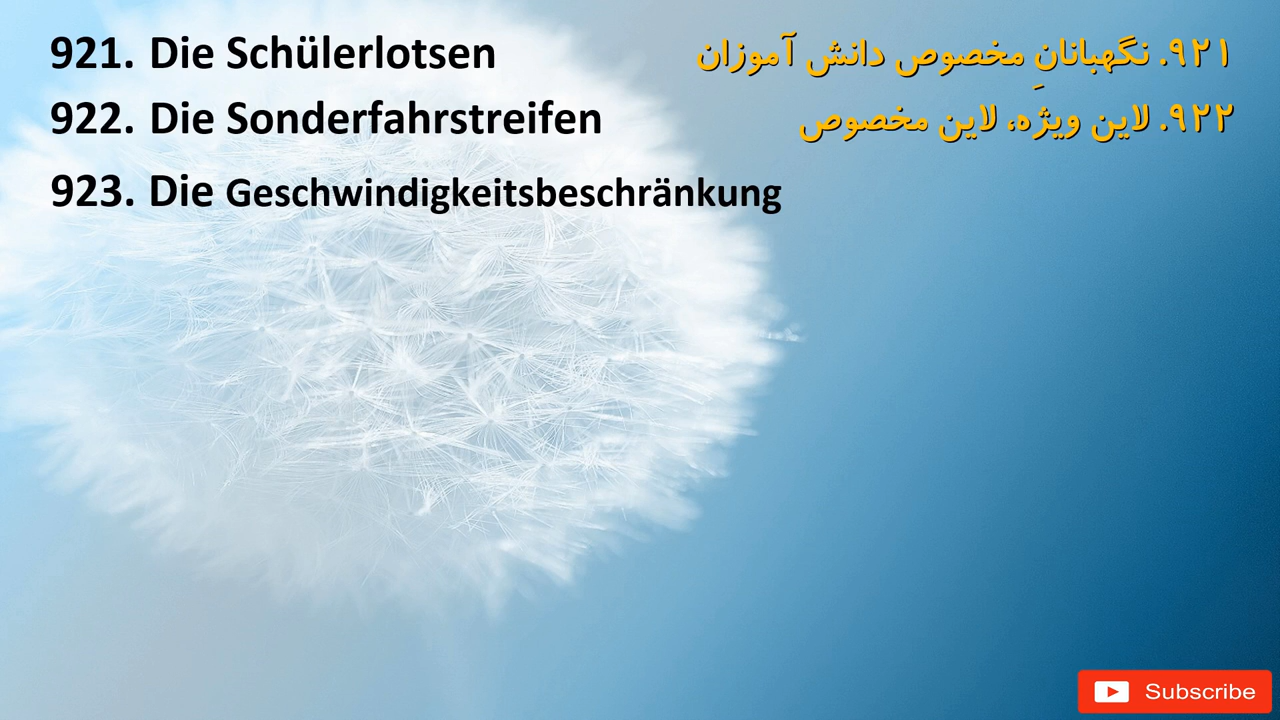 921. Die Schülerlotsen
۹۲۱. نگهبانانِ مخصوص دانش آموزان
922. Die Sonderfahrstreifen
۹۲۲. لاین ویژه، لاین مخصوص
923. Die Geschwindigkeitsbeschränkung
Subscribe